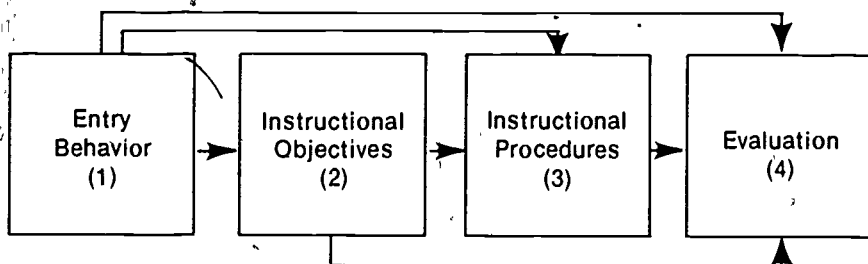 Entry
Behavior
(1)
Instructional
Objectives
(2)
Instructional
Procedures
(3)
Evaluation
(4)